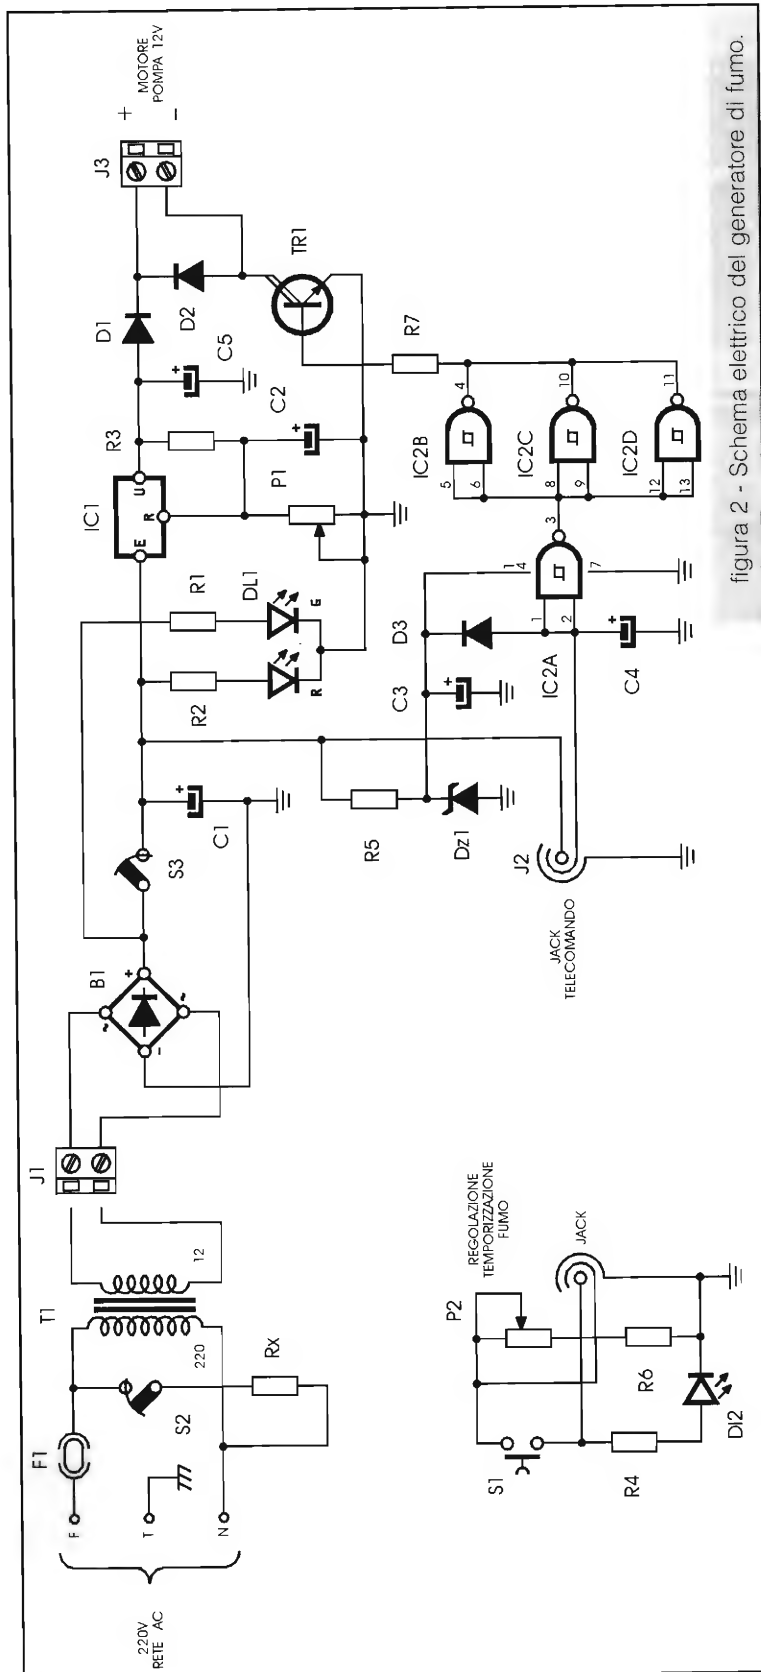 220V
RETE AC
F
T
N
F1
S2
Rx
T1
220
12
J1
B1
~
+
~
−
S3
C1
+
R2
R1
DL1
R
G
IC1
E
U
R
R3
P1
C2
+
C5
+
D1
D2
TR1
J3
+
−
MOTORE
POMPA 12V
R5
Dz1
C3
+
D3
IC2A
1
2
3
14
7
C4
+
IC2B
5
6
4
IC2C
8
9
10
IC2D
12
13
11
R7
J2
JACK
TELECOMANDO
S1
P2
REGOLAZIONE
TEMPORIZZAZIONE
FUMO
JACK
R4
R6
Dl2
figura 2 - Schema elettrico del generatore di fumo.